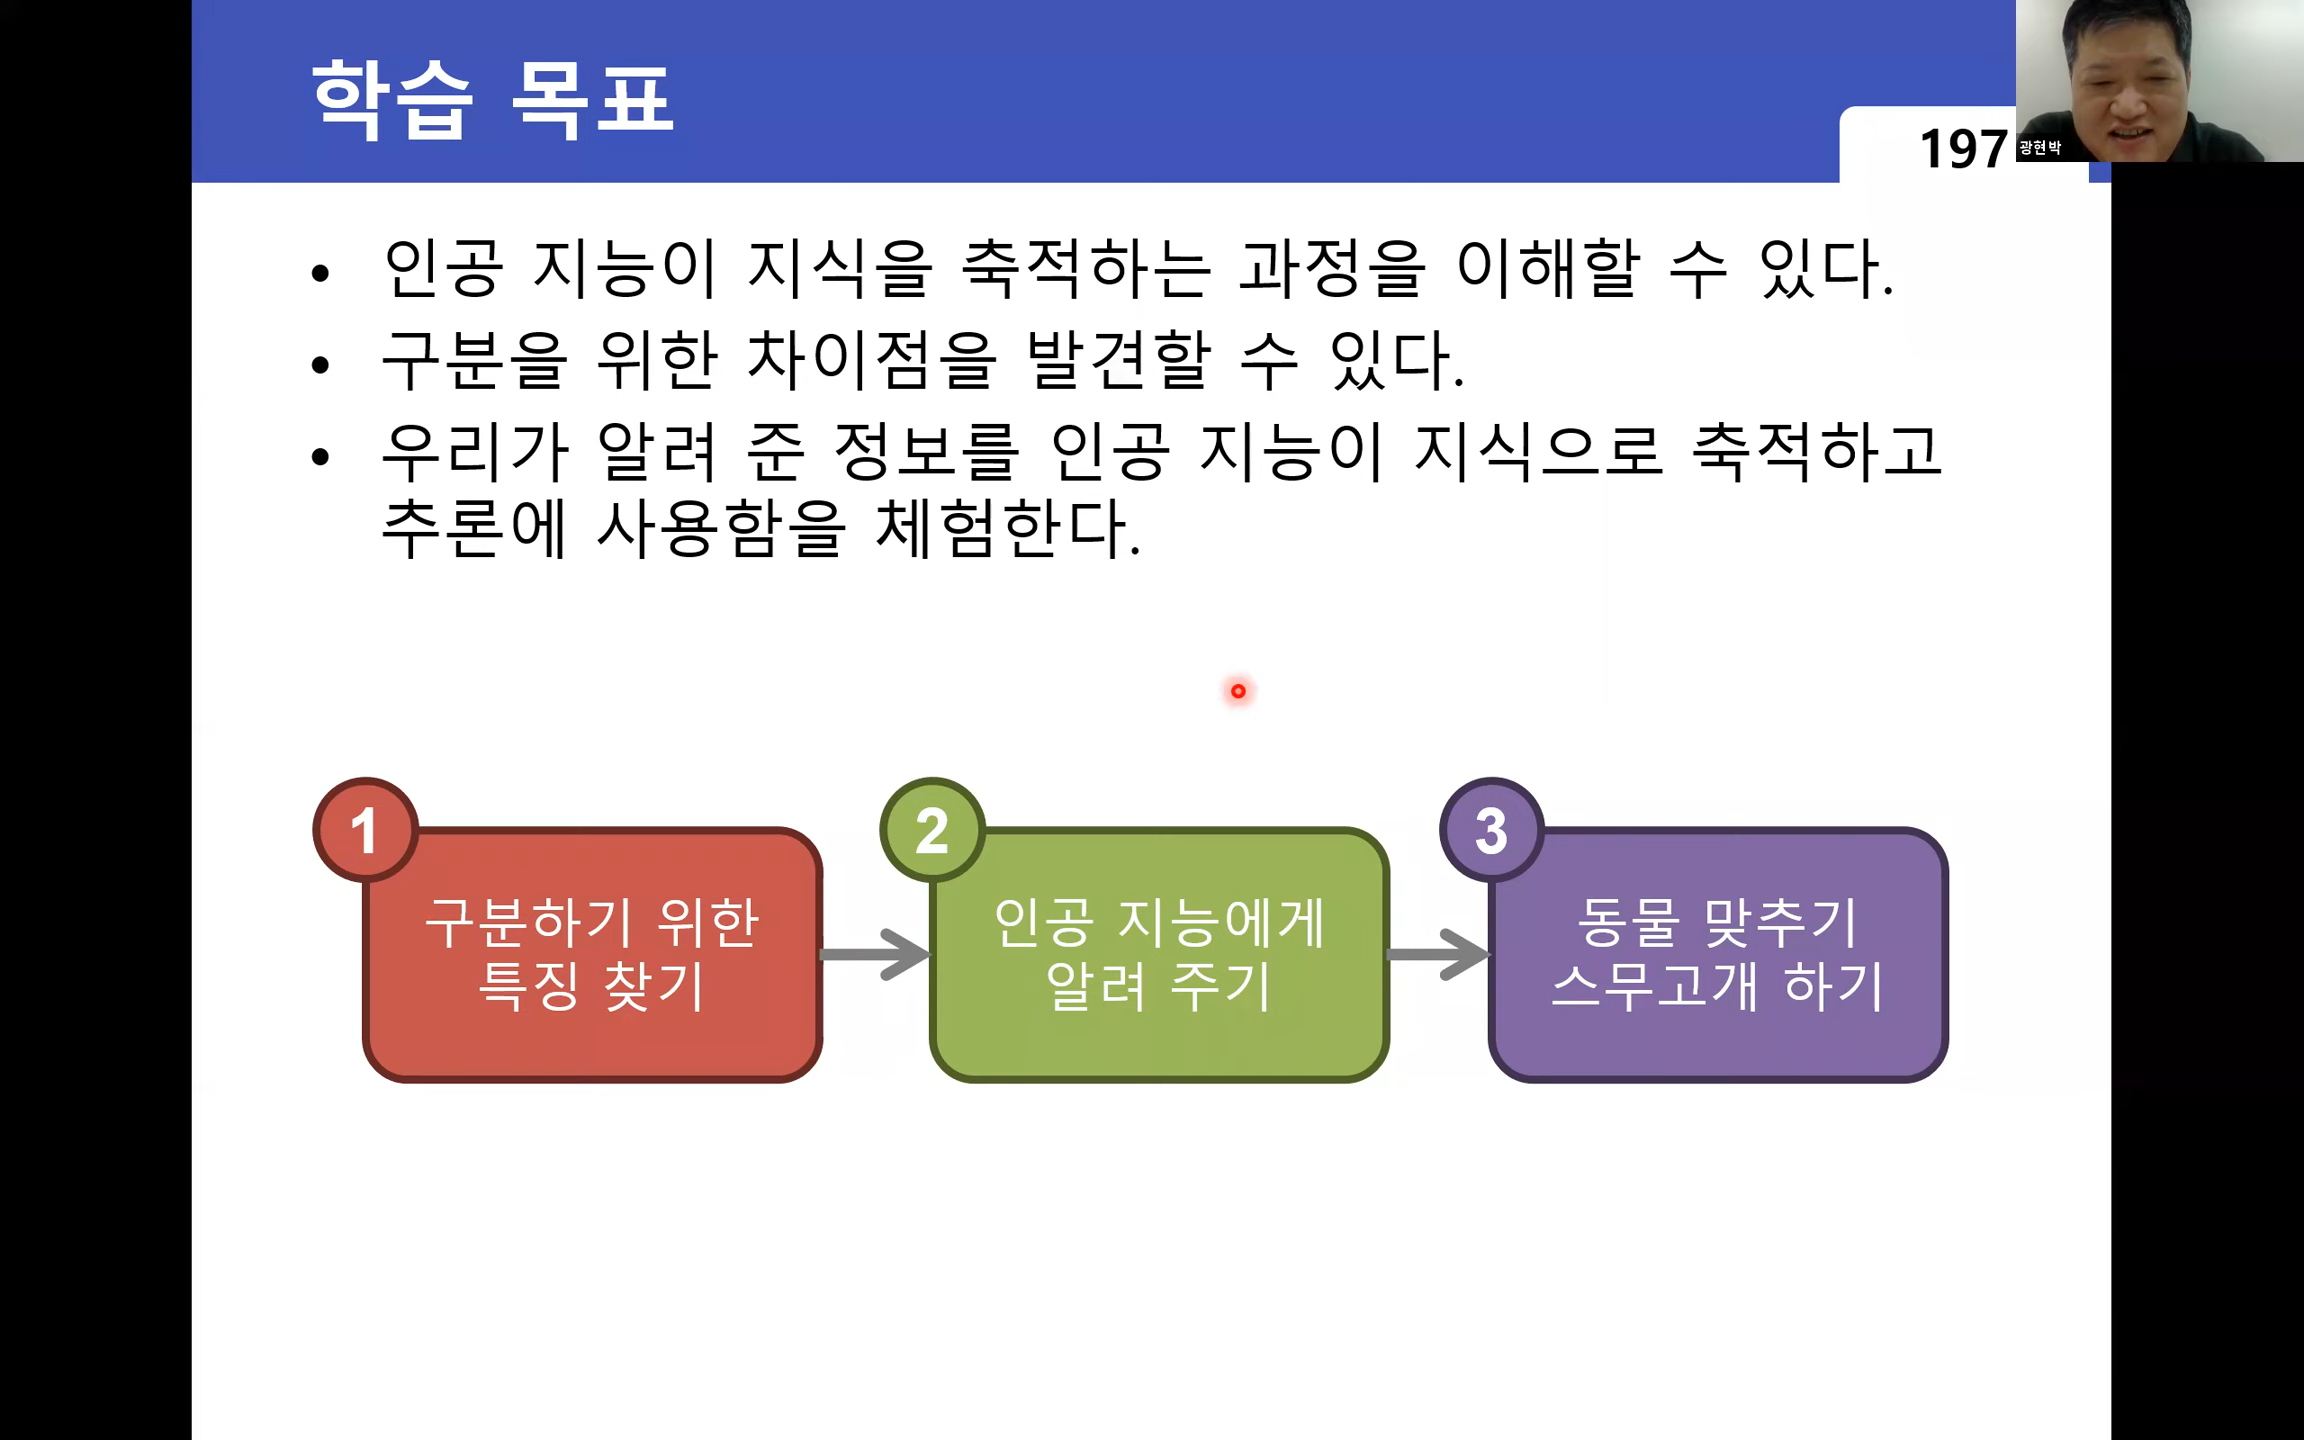 학습 목표
197
광현박
• 인공 지능이 지식을 축적하는 과정을 이해할 수 있다.
• 구분을 위한 차이점을 발견할 수 있다.
• 우리가 알려 준 정보를 인공 지능이 지식으로 축적하고
추론에 사용함을 체험한다.
1
구분하기 위한
특징 찾기
2
인공 지능에게
알려 주기
3
동물 맞추기
스무고개 하기